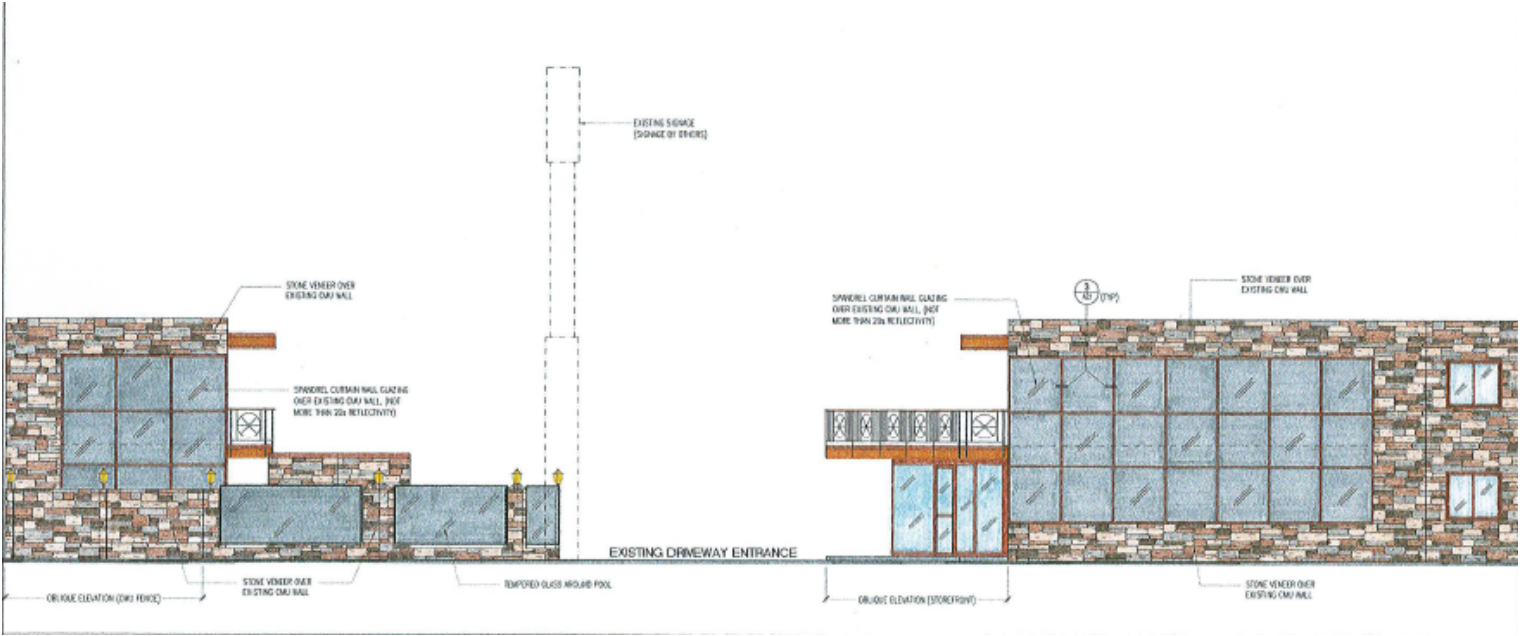 EXISTING SIGNAGE
(SIGNAGE BY OTHERS)
STONE VENEER OVER
EXISTING CMU WALL
SPANDREL CURTAIN WALL GLAZING
OVER EXISTING CMU WALL, (NOT
MORE THAN 20% REFLECTIVITY)
3
(TYP)
STONE VENEER OVER
EXISTING CMU WALL
SPANDREL CURTAIN WALL GLAZING
OVER EXISTING CMU WALL, (NOT
MORE THAN 20% REFLECTIVITY)
EXISTING DRIVEWAY ENTRANCE
STONE VENEER OVER
EXISTING CMU WALL
TEMPERED GLASS AROUND POOL
STONE VENEER OVER
EXISTING CMU WALL
OBLIQUE ELEVATION (CMU FENCE)
OBLIQUE ELEVATION (STOREFRONT)